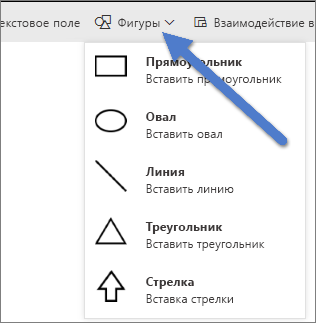 екстовое поле Фигуры Взаимодействие в
Прямоугольник
Вставить прямоугольник
Овал
Вставить овал
Линия
Вставить линию
Треугольник
Вставить треугольник
Стрелка
Вставка стрелки